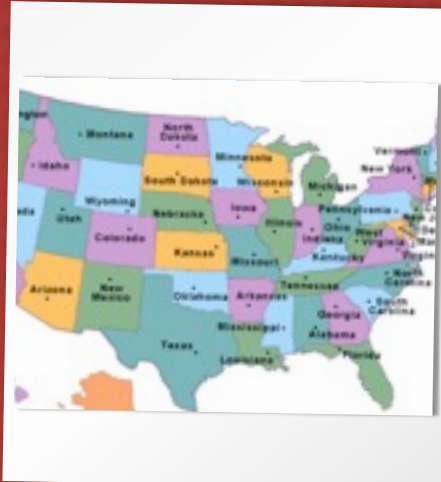 ngton
Montana
North
Dakota
Minnesota
Vermont
Idaho
New York
South Dakota
Wisconsin
Michigan
Wyoming
Iowa
Pennsylvania
Utah
Nebraska
Illinois
Ohio
West
Virginia
Indiana
Colorado
Kansas
Missouri
Kentucky
Arizona
New
Mexico
Oklahoma
Arkansas
Tennessee
North
Carolina
South
Carolina
Mississippi
Georgia
Alabama
Texas
Louisiana
Florida